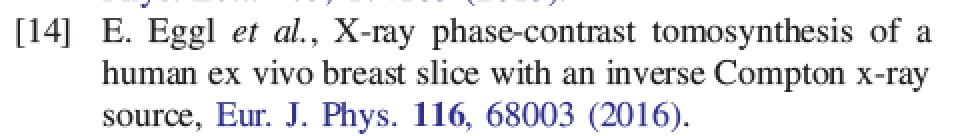 [14] E. Eggl et al., X-ray phase-contrast tomosynthesis of a
human ex vivo breast slice with an inverse Compton x-ray
source, Eur. J. Phys. 116, 68003 (2016).